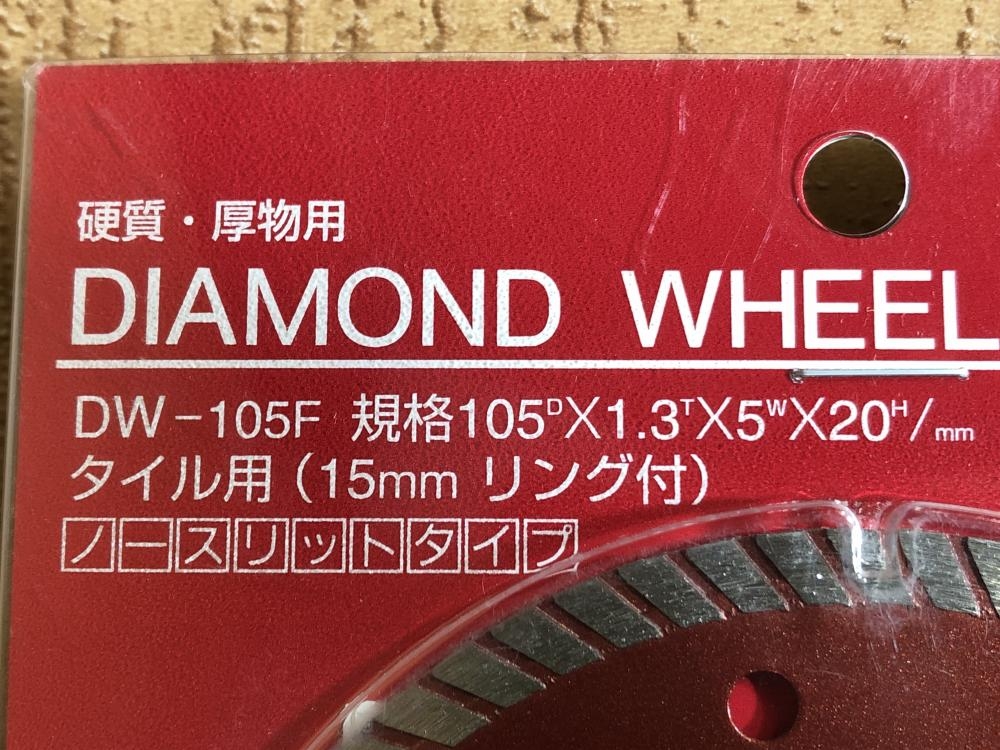 硬質・厚物用
DIAMOND WHEEL
DW-105F 規格105ᴰX1.3ᵀX5ᵂX20ᴴ/mm
タイル用(15mm リング付)
ノースリットタイプ